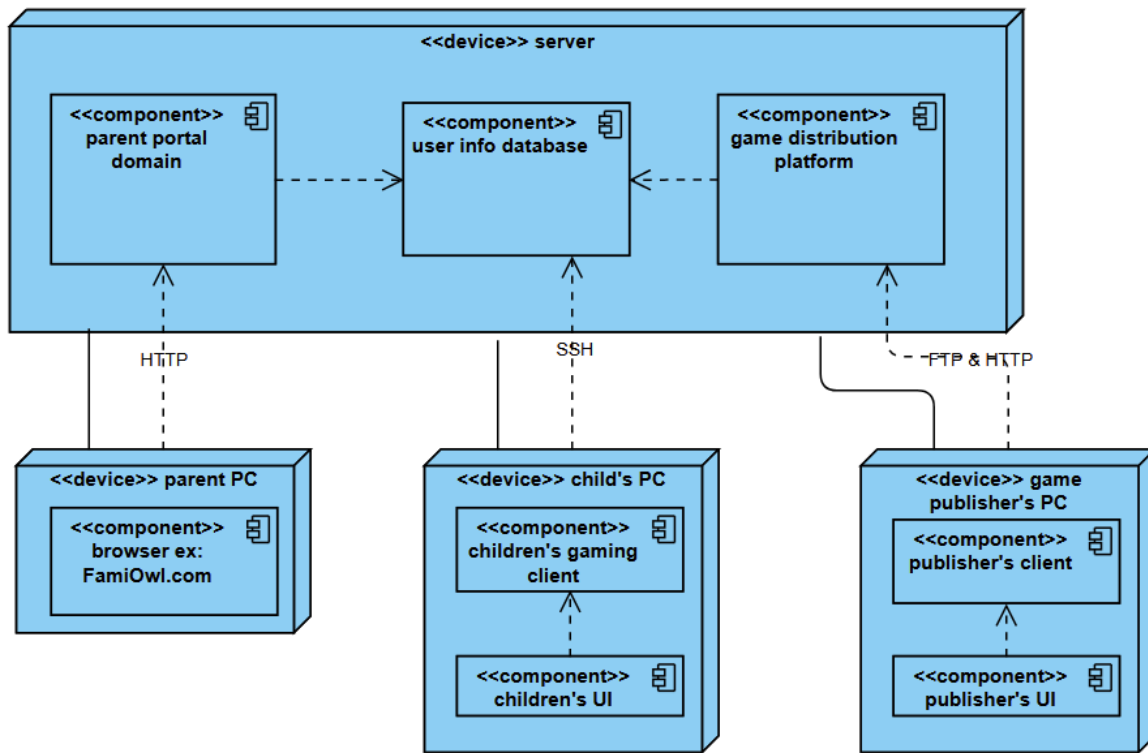 <<device>> server
<<component>>
parent portal
domain
<<component>>
user info database
<<component>>
game distribution
platform
HTTP
SSH
FTP & HTTP
<<device>> parent PC
<<component>>
browser ex:
FamiOwl.com
<<device>> child's PC
<<component>>
children's gaming
client
<<component>>
children's UI
<<device>> game
publisher's PC
<<component>>
publisher's client
<<component>>
publisher's UI